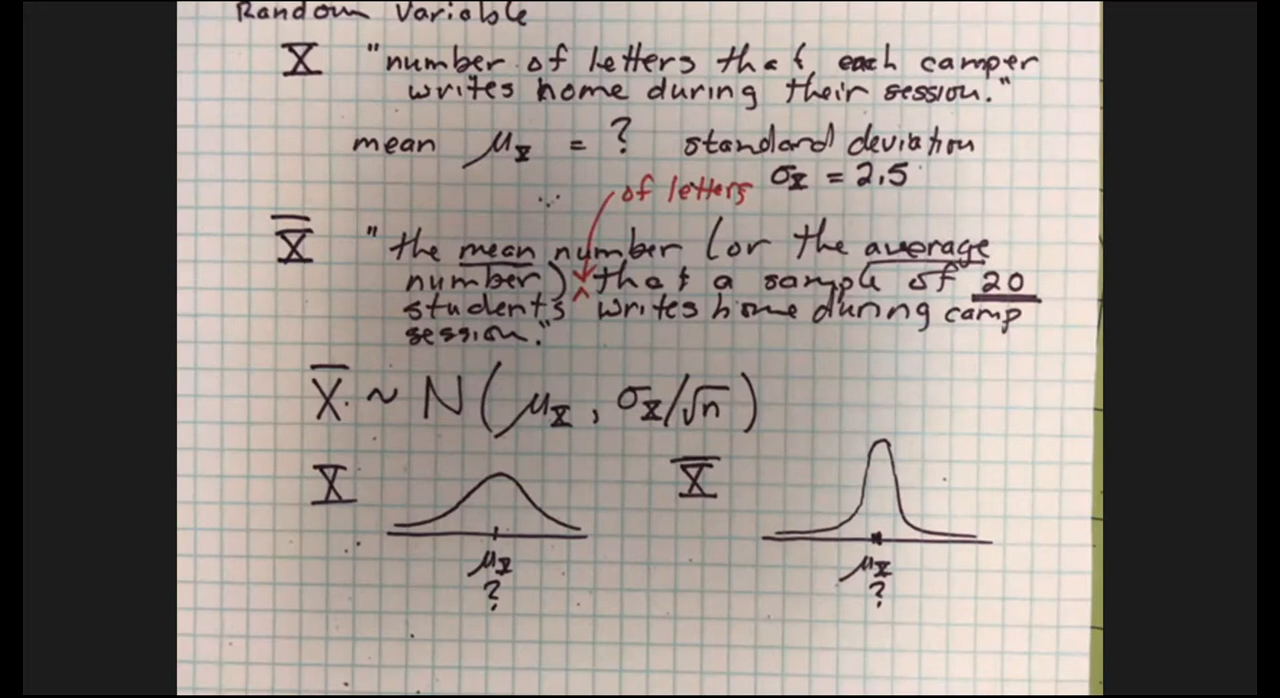 Random Variable
X "number of letters that each camper
writes home during their session."
mean μx = ? standard deviation
of letters σx = 2.5
X̅ "the mean number (or the average
number) that a sample of 20
students ^ writes home during camp
session."
X̅ ~ N(μx, σx/√n)
X X̅
μx μx
? ?